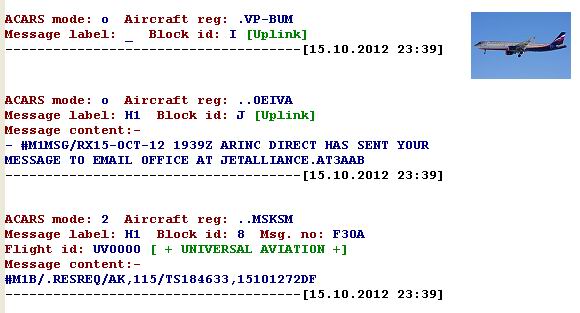 ACARS mode: o  Aircraft reg: .VP-BUM
Message label: _  Block id: I [Uplink]
--------------------------------------[15.10.2012 23:39]
ACARS mode: o  Aircraft reg: ..OEIVA
Message label: H1  Block id: J [Uplink]
Message content:-
- #M1MSG/RX15-OCT-12 1939Z ARINC DIRECT HAS SENT YOUR
MESSAGE TO EMAIL OFFICE AT JETALLIANCE.AT3AAB
--------------------------------------[15.10.2012 23:39]
ACARS mode: 2  Aircraft reg: ..MSKSM
Message label: H1  Block id: 8  Msg. no: F30A
Flight id: UV0000 [ + UNIVERSAL AVIATION +]
Message content:-
#M1B/.RESREQ/AK,115/TS184633,15101272DF
--------------------------------------[15.10.2012 23:39]